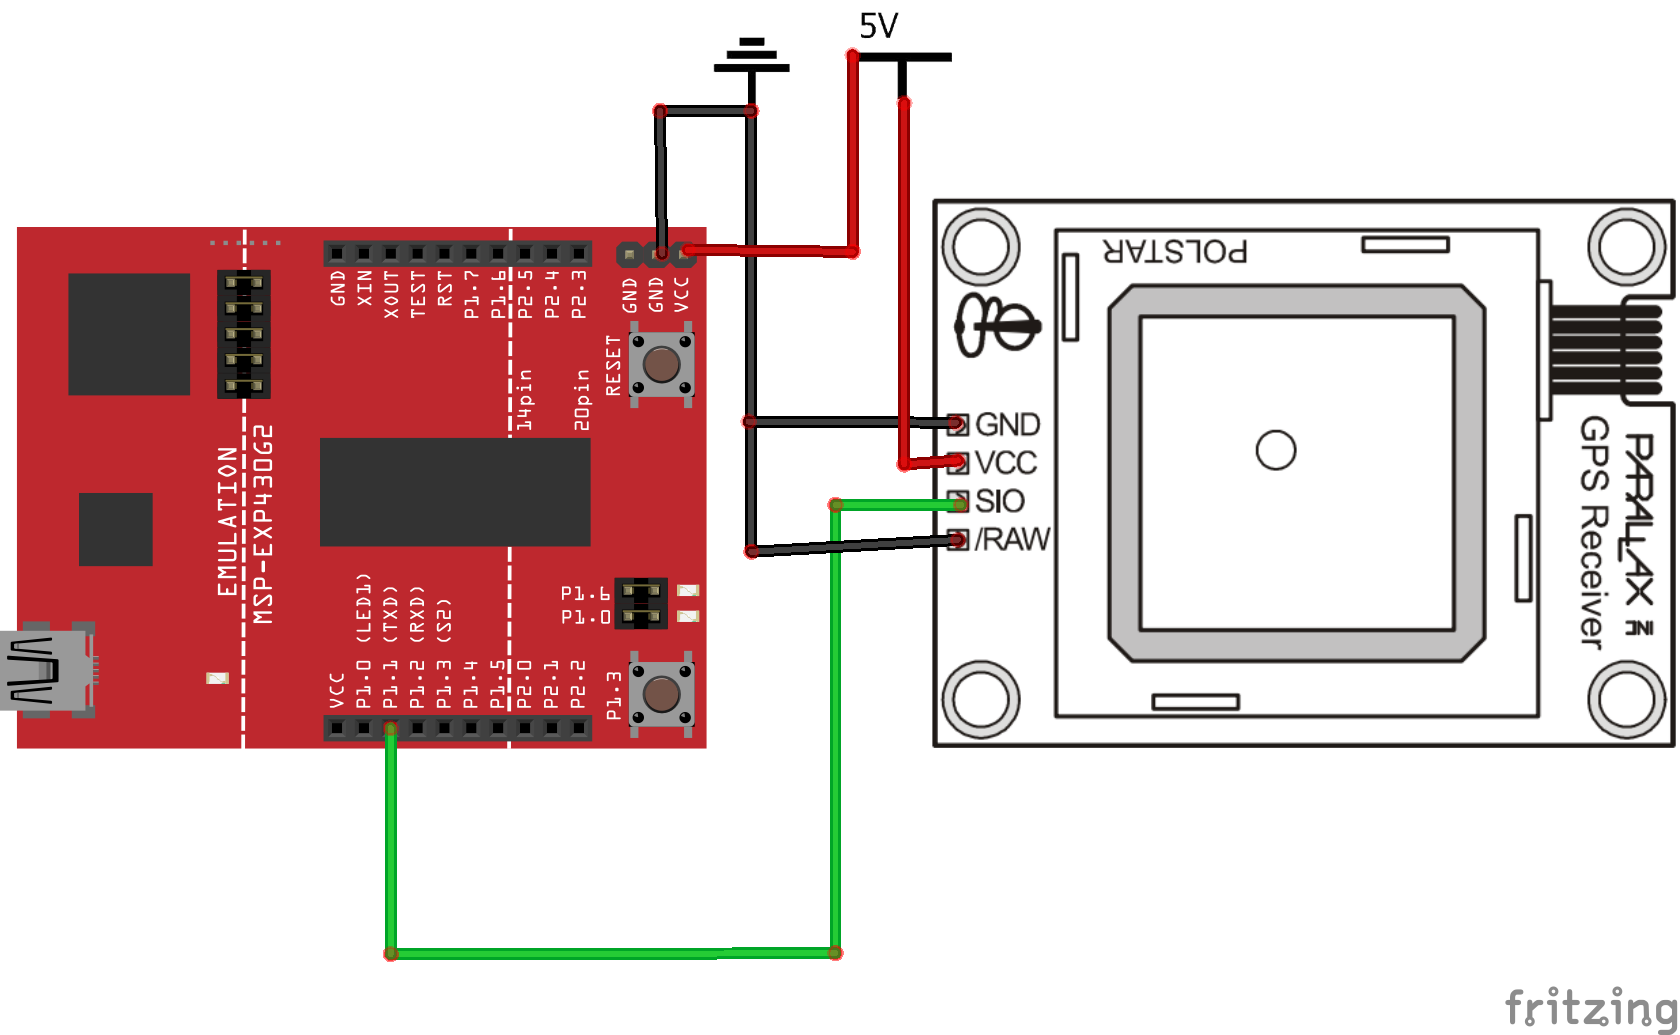 5V
GND
XIN
XOUT
TEST
RST
P1.7
P1.6
P2.5
P2.4
P2.3
GND
GND
VCC
RESET
14pin
20pin
EMULATION
MSP-EXP430G2
P1.6
P1.0
VCC
P1.0 (LED1)
P1.1 (TXD)
P1.2 (RXD)
P1.3 (S2)
P1.4
P1.5
P2.0
P2.1
P2.2
P1.3
POLSTAR
GND
VCC
SIO
/RAW
PARALLAX
GPS Receiver
fritzing